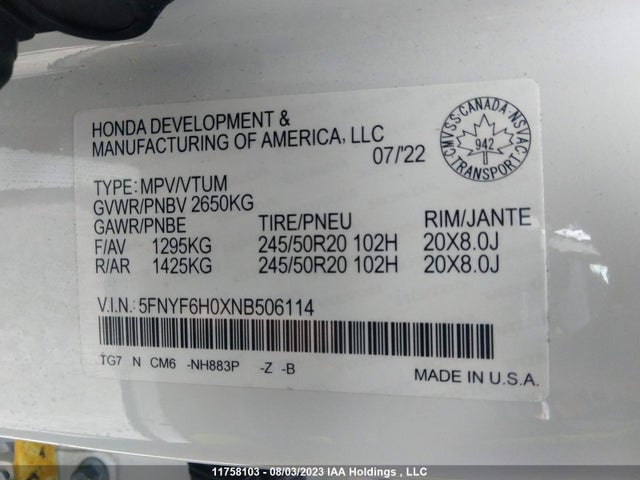 HONDA DEVELOPMENT &
MANUFACTURING OF AMERICA, LLC
07/'22
CMVSS CANADA NSVAC
942
TRANSPORT
TYPE: MPV/VTUM
GVWR/PNBV 2650KG
GAWR/PNBE TIRE/PNEU RIM/JANTE
F/AV 1295KG 245/50R20 102H 20X8.0J
R/AR 1425KG 245/50R20 102H 20X8.0J
V.I.N.: 5FNYF6H0XNB506114
TG7 N CM6 -NH883P -Z -B
MADE IN U.S.A.
11758103 - 08/03/2023 IAA Holdings , LLC